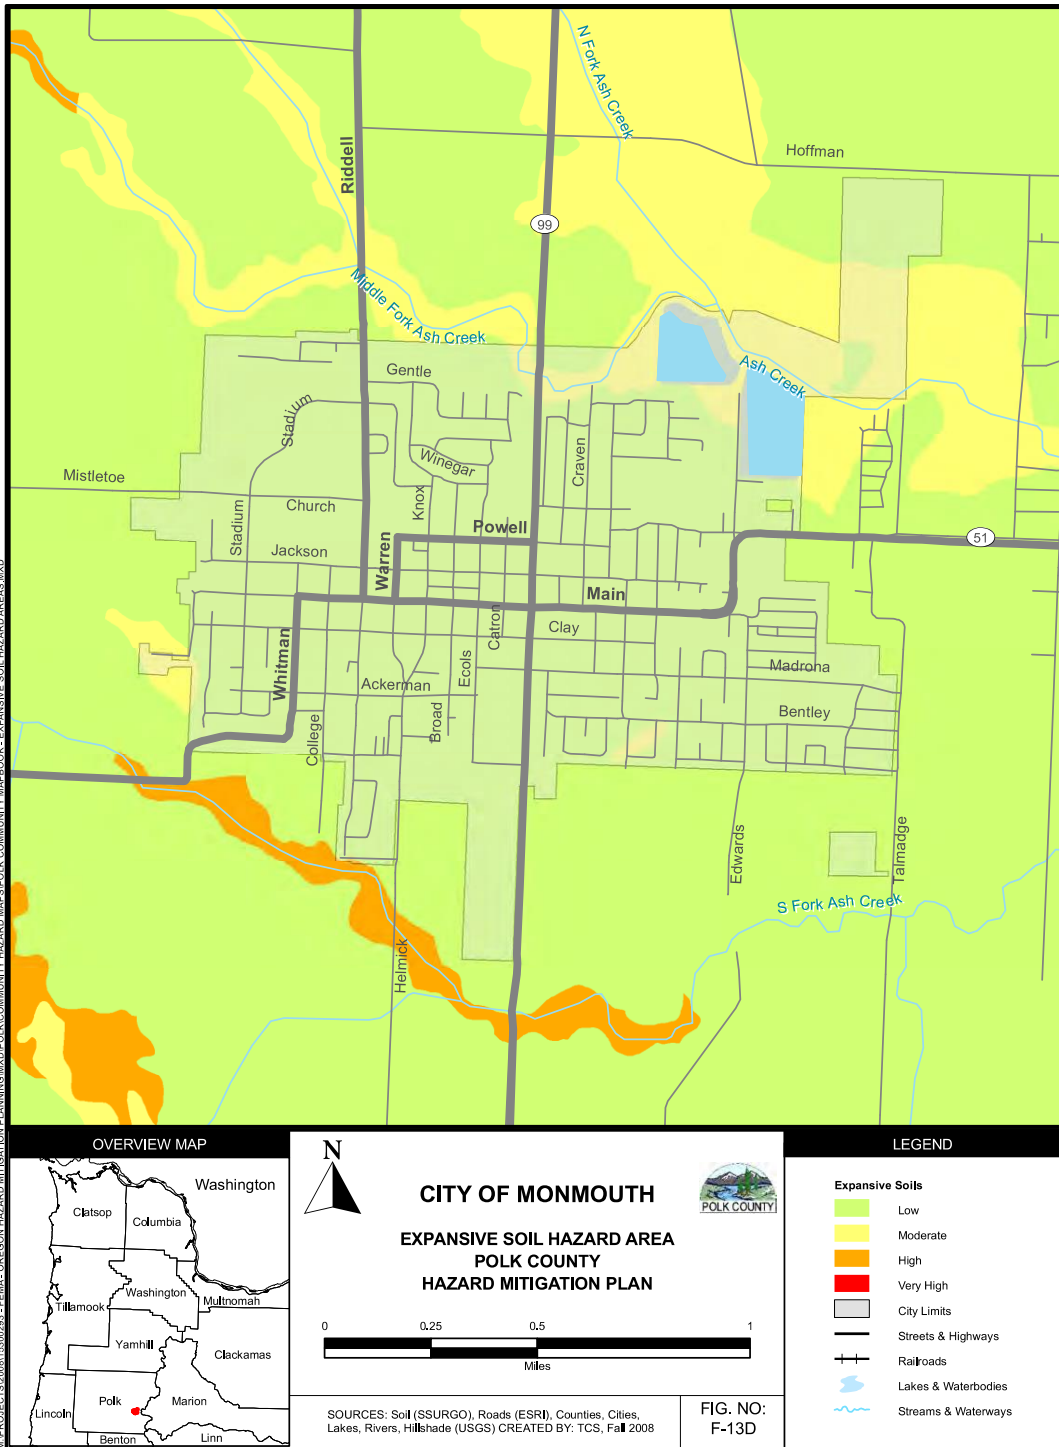 N Fork Ash Creek
Hoffman
Riddell
99
Middle Fork Ash Creek
Ash Creek
Gentle
Stadium
Winegar
Craven
Mistletoe
Knox
Church
Stadium
Powell
51
Jackson
Warren
Main
Catron
Clay
Whitman
Ecols
Madrona
Ackerman
Broad
Bentley
College
Edwards
Talmadge
S Fork Ash Creek
Helmick
OVERVIEW MAP
Washington
Clatsop
Columbia
Tillamook
Washington
Multnomah
Yamhill
Clackamas
Polk
Marion
Lincoln
Benton
Linn
N
CITY OF MONMOUTH
POLK COUNTY
EXPANSIVE SOIL HAZARD AREA
POLK COUNTY
HAZARD MITIGATION PLAN
0 0.25 0.5 1
Miles
SOURCES: Soil (SSURGO), Roads (ESRI), Counties, Cities,
Lakes, Rivers, Hillshade (USGS) CREATED BY: TCS, Fall 2008
FIG. NO:
F-13D
LEGEND
Expansive Soils
Low
Moderate
High
Very High
City Limits
Streets & Highways
Railroads
Lakes & Waterbodies
Streams & Waterways